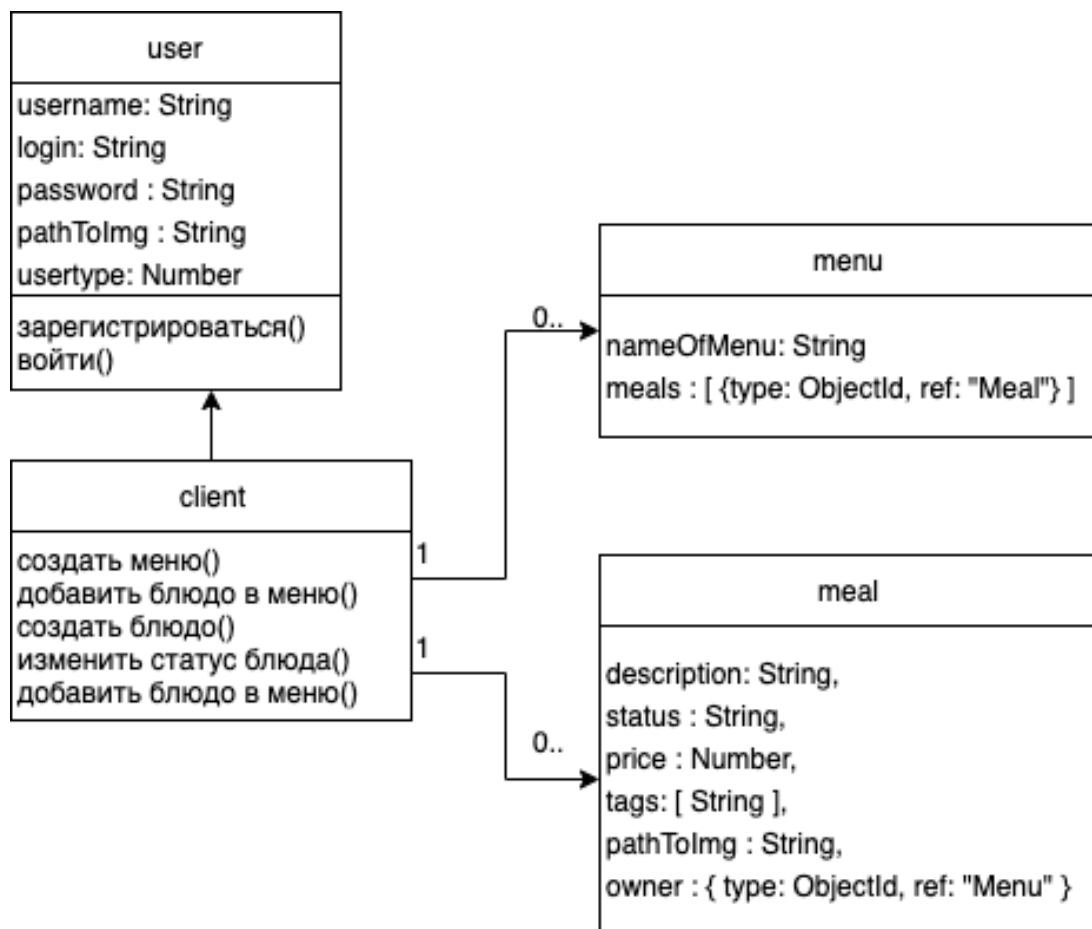 user
username: String
login: String
password : String
pathToImg : String
usertype: Number
зарегистрироваться()
войти()
client
создать меню()
добавить блюдо в меню()
создать блюдо()
изменить статус блюда()
добавить блюдо в меню()
1
0..
1
0..
menu
nameOfMenu: String
meals : [ {type: ObjectId, ref: "Meal"} ]
meal
description: String,
status : String,
price : Number,
tags: [ String ],
pathToImg : String,
owner : { type: ObjectId, ref: "Menu" }